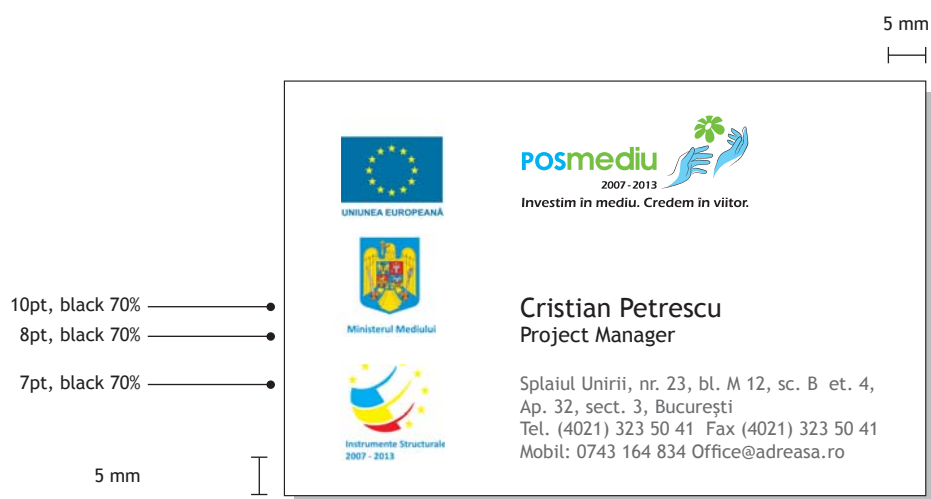 5 mm
POSmediu
2007-2013
Investim în mediu. Credem în viitor.
UNIUNEA EUROPEANĂ
Ministerul Mediului
Instrumente Structurale
2007 - 2013
10pt, black 70%
8pt, black 70%
7pt, black 70%
5 mm
Cristian Petrescu
Project Manager
Splaiul Unirii, nr. 23, bl. M 12, sc. B et. 4,
Ap. 32, sect. 3, București
Tel. (4021) 323 50 41 Fax (4021) 323 50 41
Mobil: 0743 164 834 Office@adreasa.ro